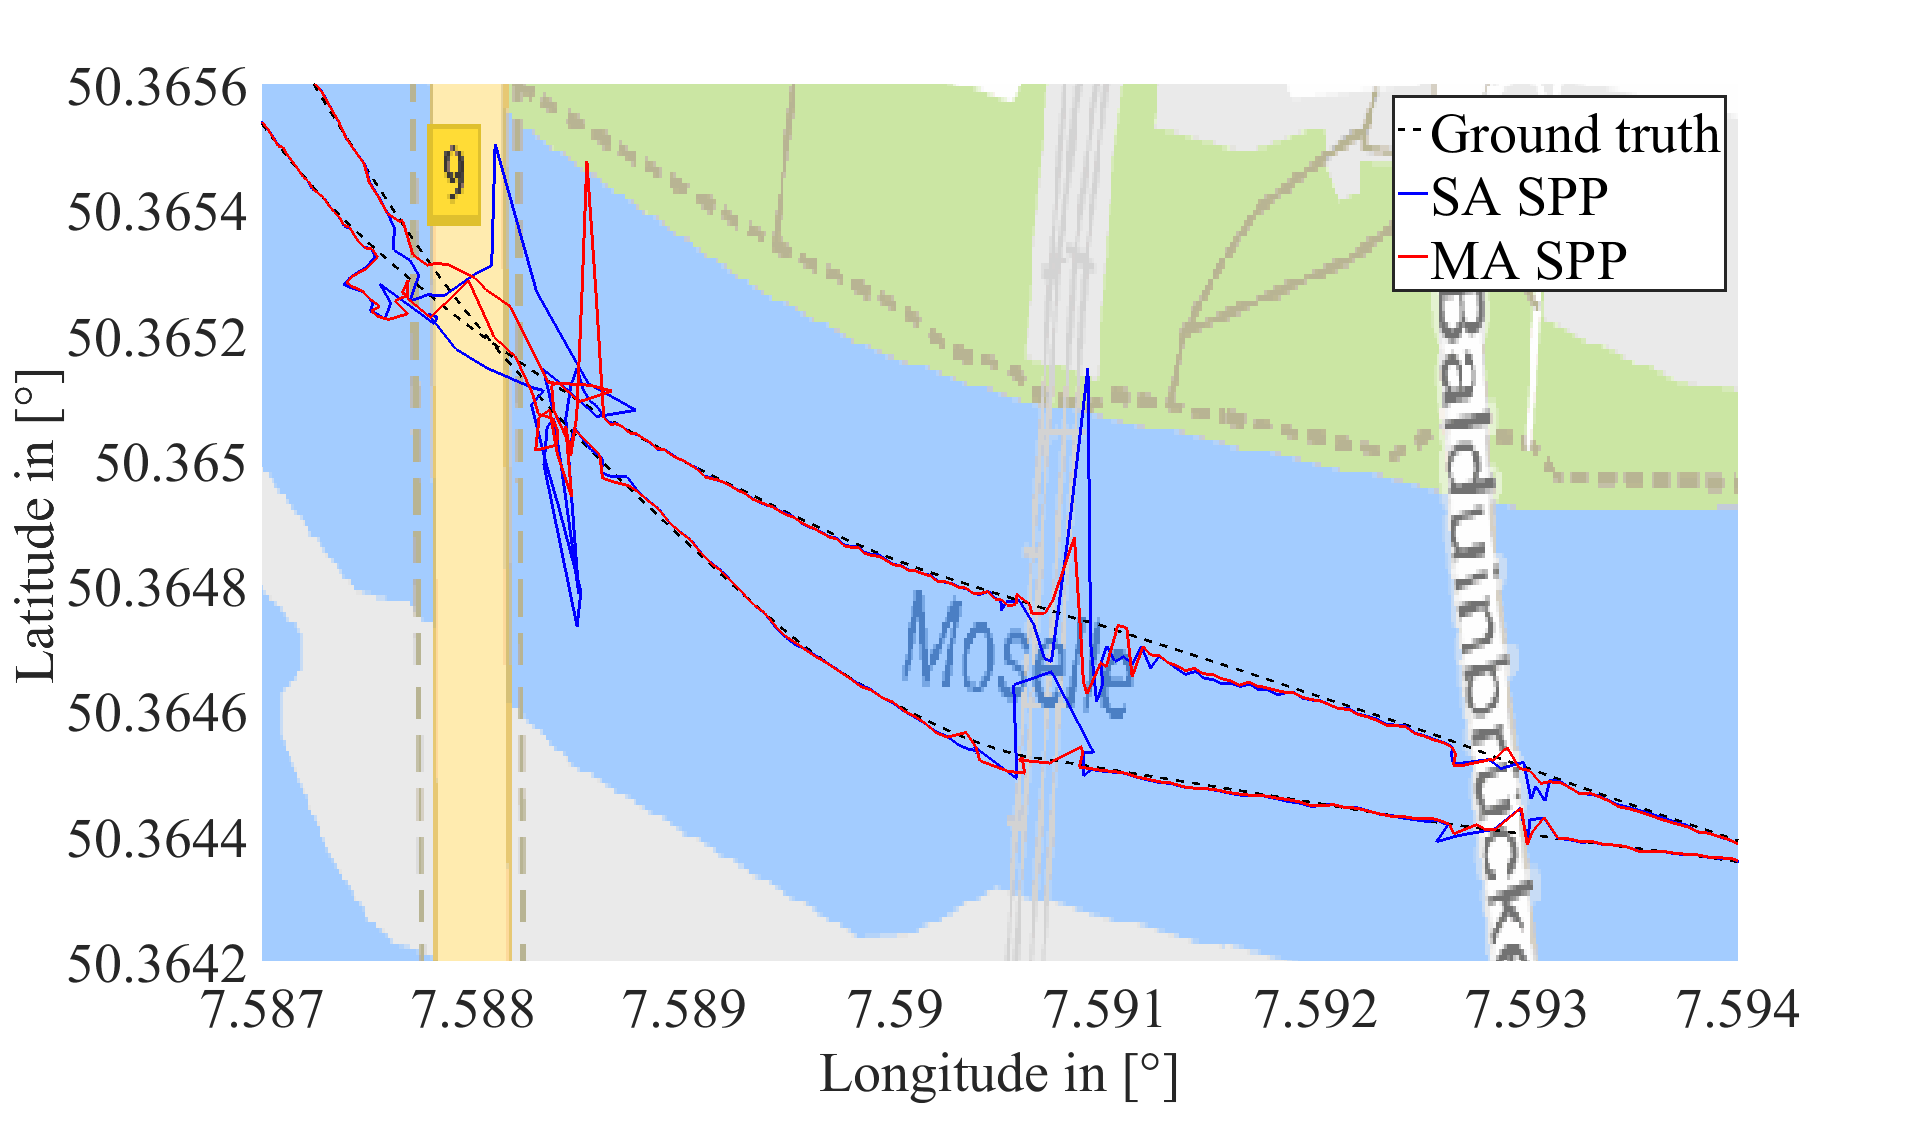 50.3656
50.3654
50.3652
50.365
50.3648
50.3646
50.3644
50.3642
Latitude in [°]
7.587
7.588
7.589
7.59
7.591
7.592
7.593
7.594
Longitude in [°]
Ground truth
SA SPP
MA SPP
9
Moselle
Balduinbrücke